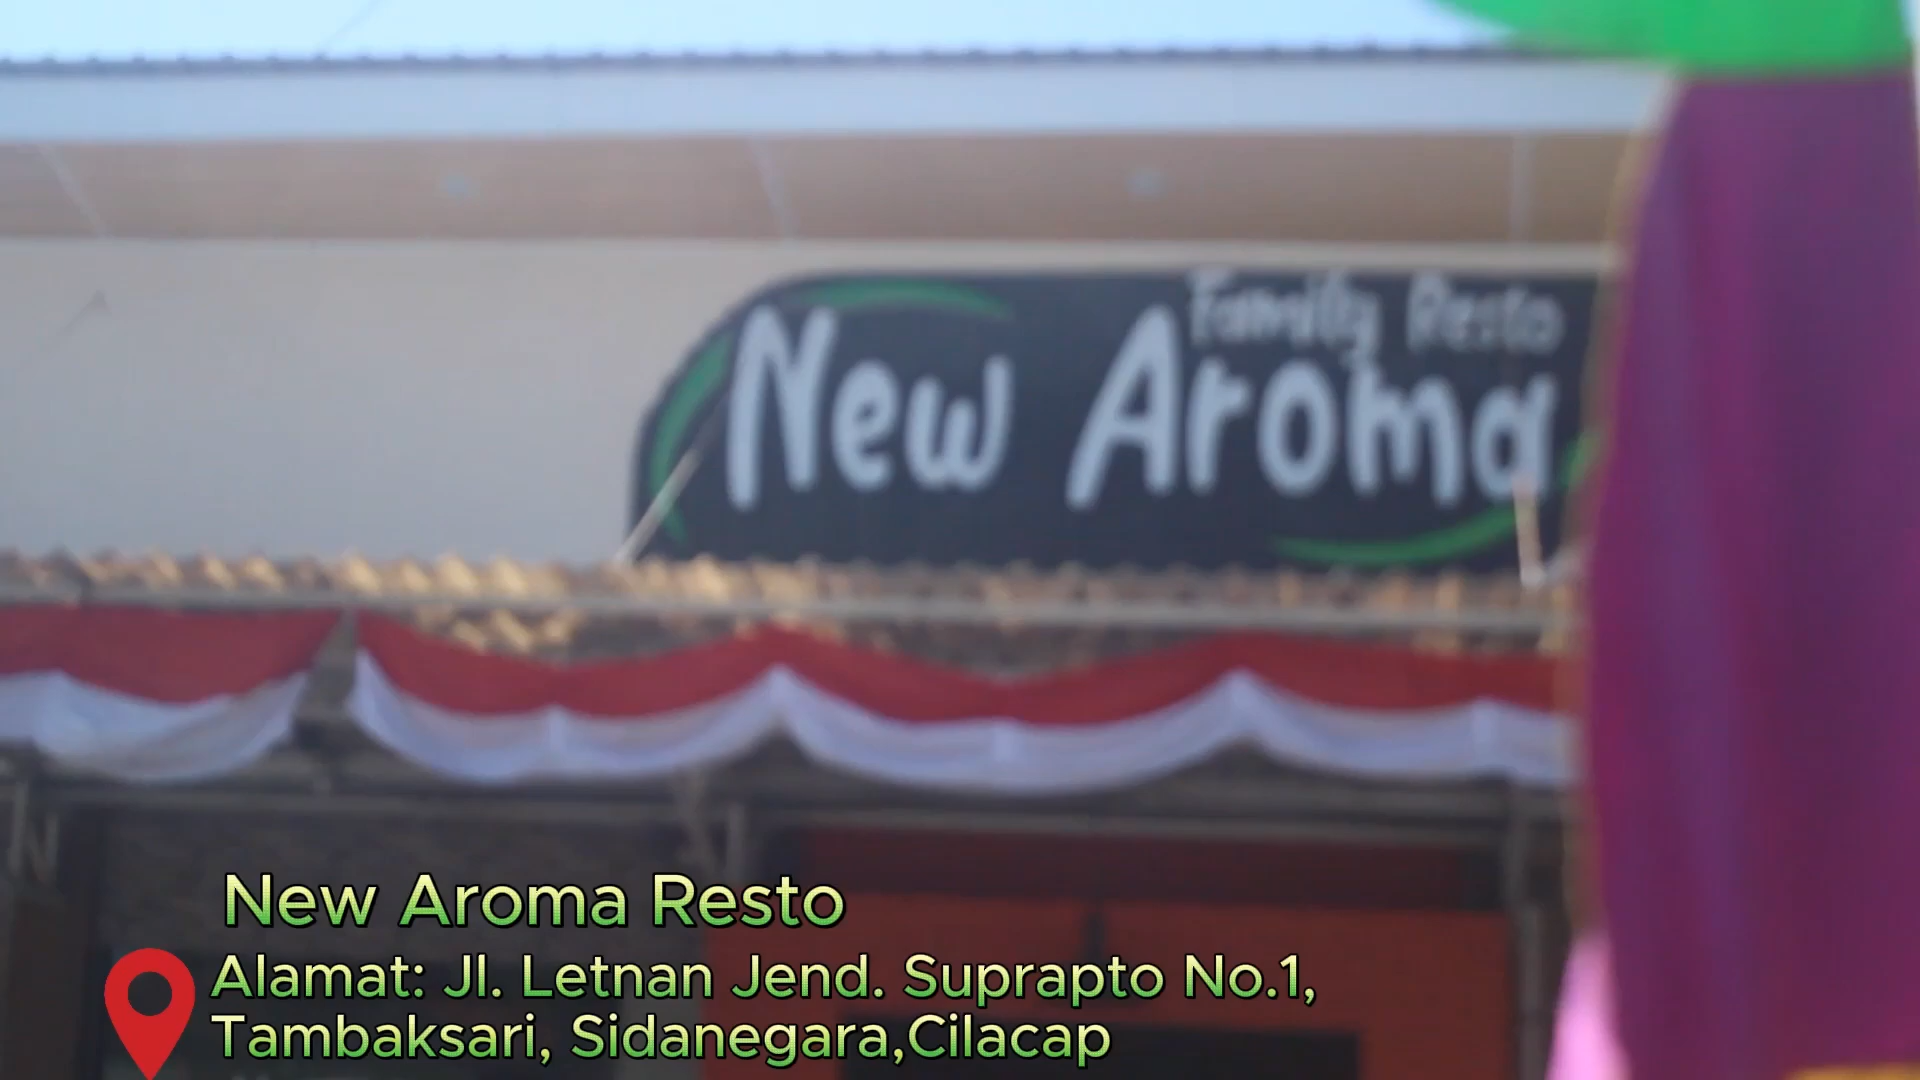 Family Resto
New Aroma
New Aroma Resto
Alamat: Jl. Letnan Jend. Suprapto No.1,
Tambaksari, Sidanegara,Cilacap